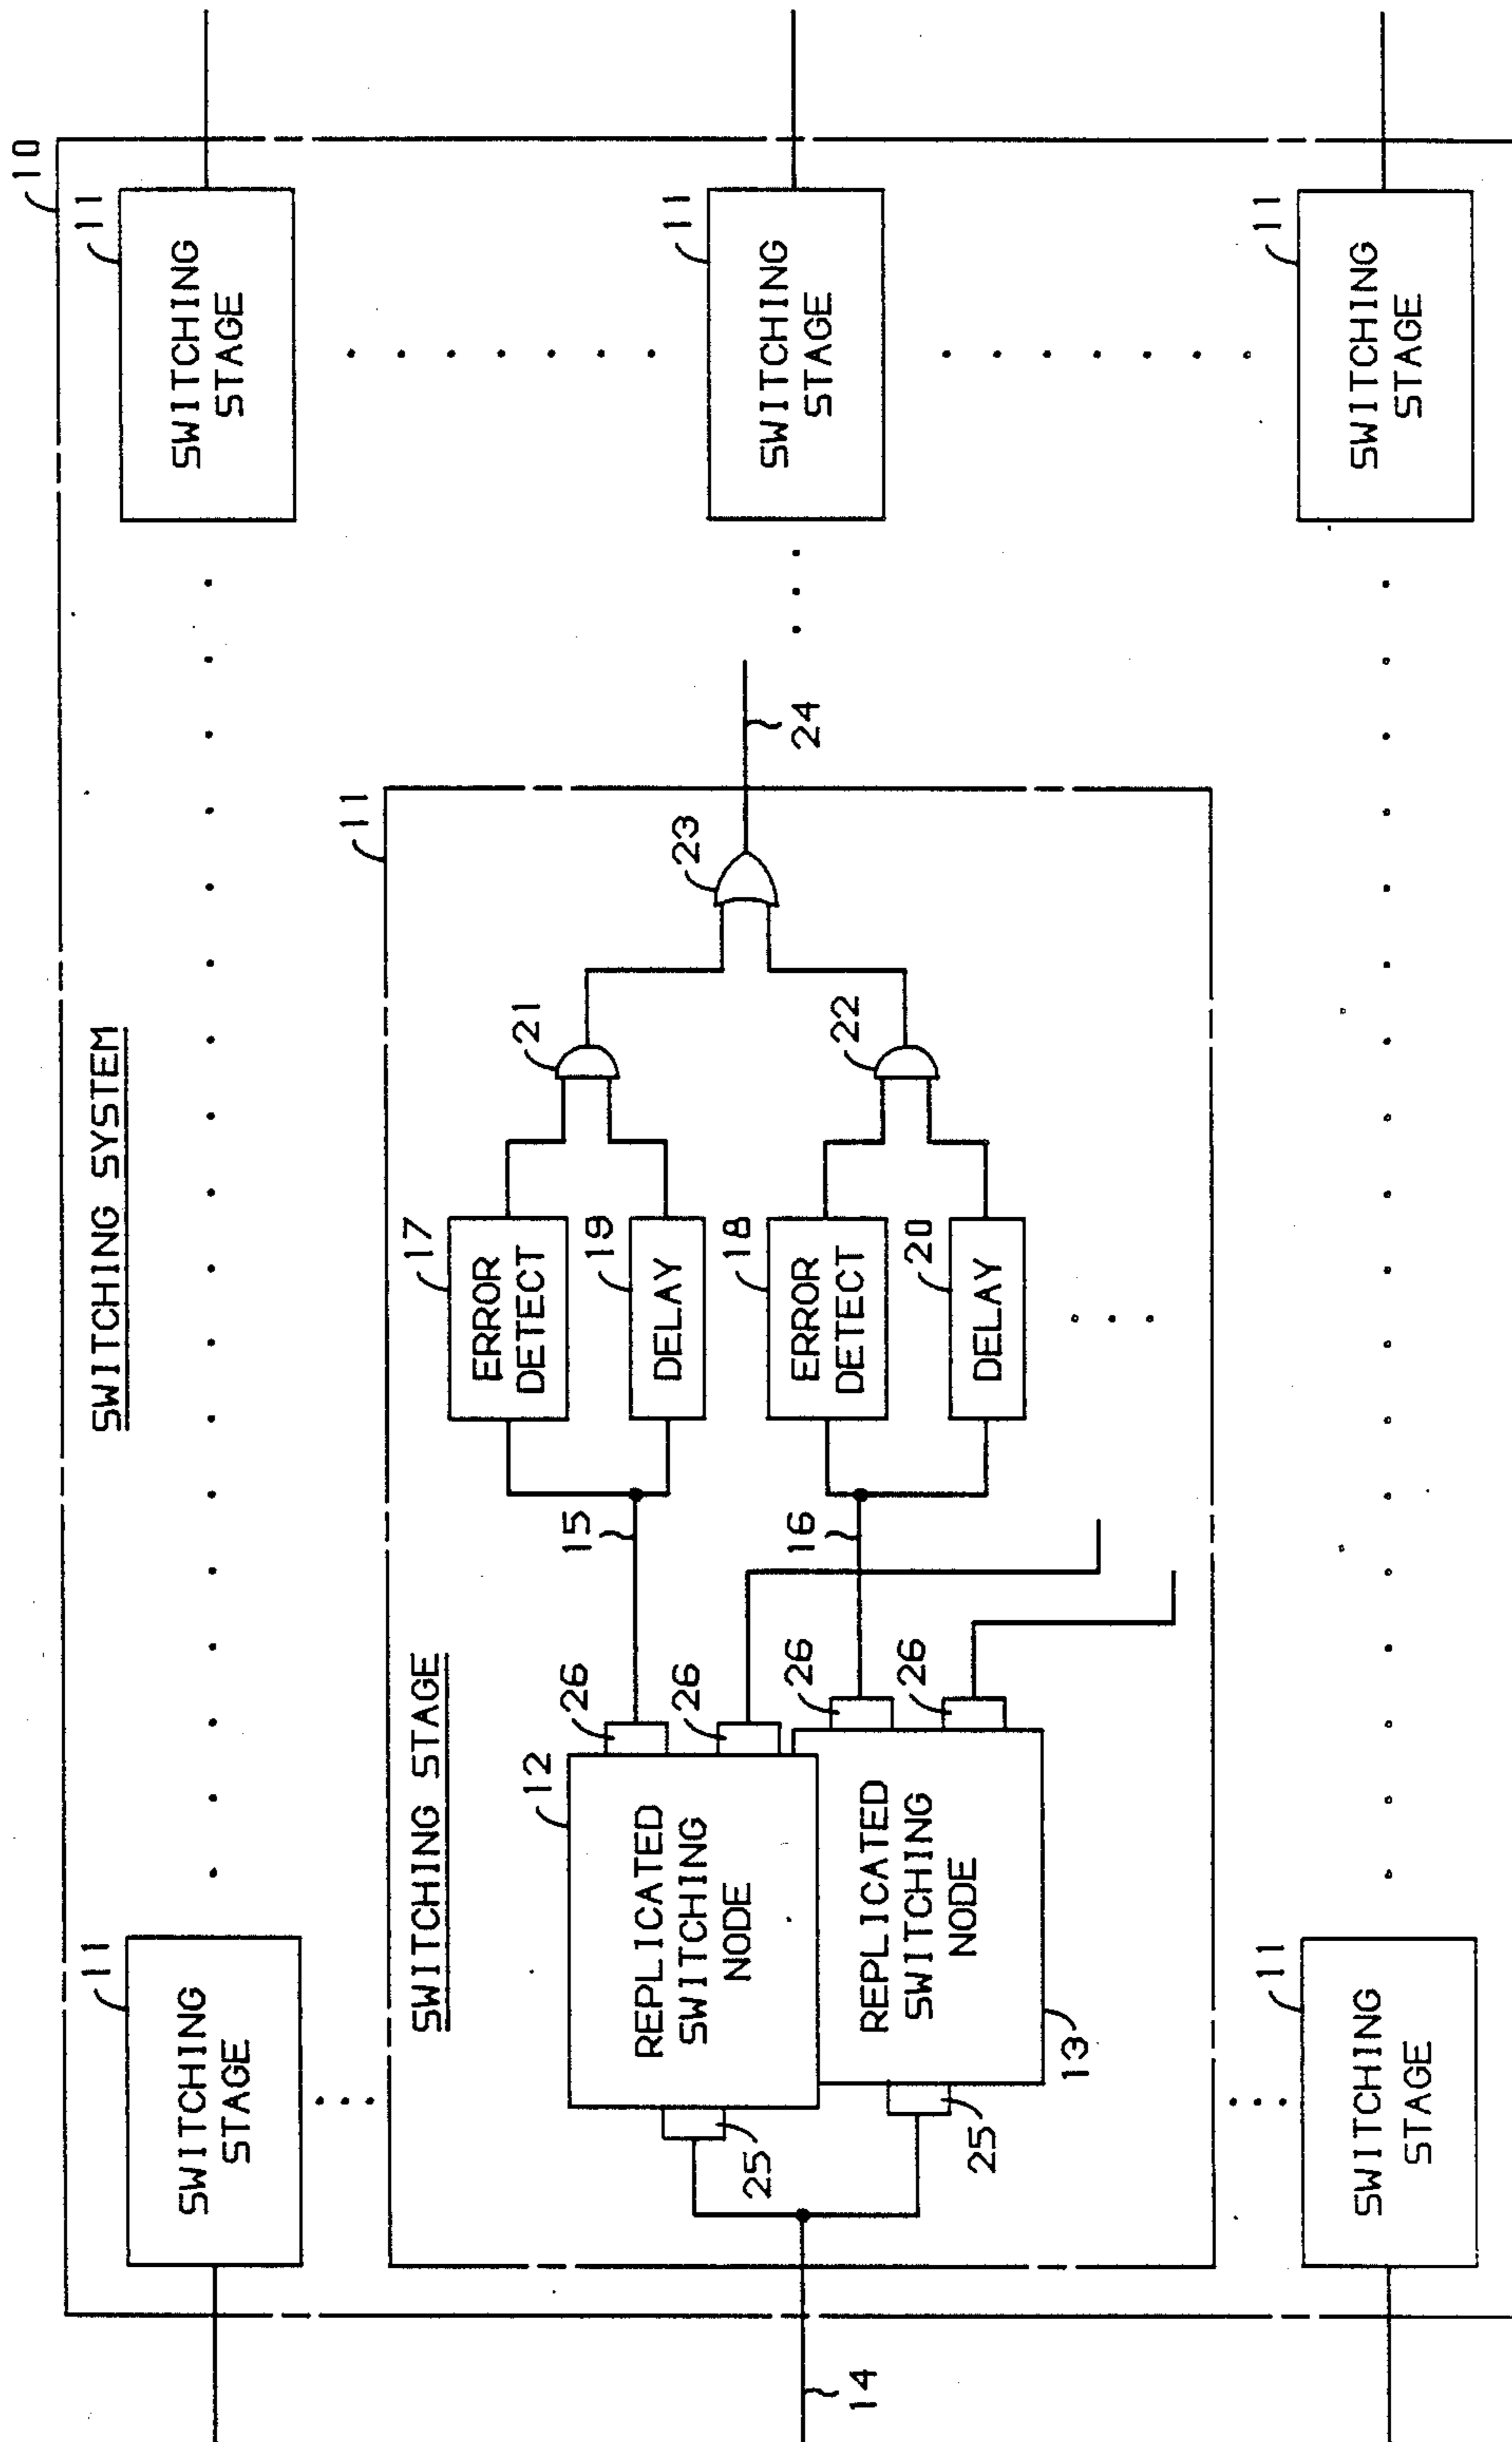 10
SWITCHING SYSTEM
11
SWITCHING
STAGE
11
SWITCHING
STAGE
SWITCHING STAGE
11
12
REPLICATED
SWITCHING
NODE
26
26
25
15
17
ERROR
DETECT
19
DELAY
21
23
24
11
SWITCHING
STAGE
14
25
13
REPLICATED
SWITCHING
NODE
26
26
16
18
ERROR
DETECT
20
DELAY
22
11
SWITCHING
STAGE
11
SWITCHING
STAGE